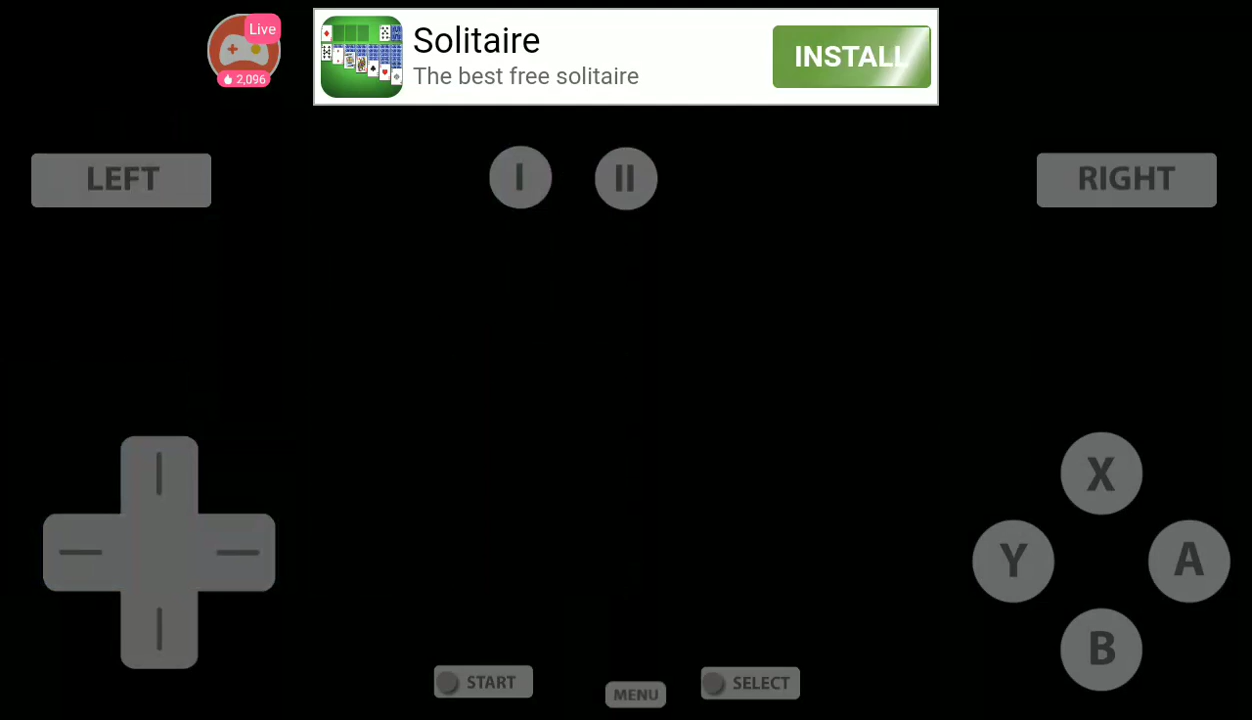 Live
2,096
Solitaire
The best free solitaire
INSTALL
LEFT
I
II
RIGHT
X
Y
A
B
START
SELECT
MENU